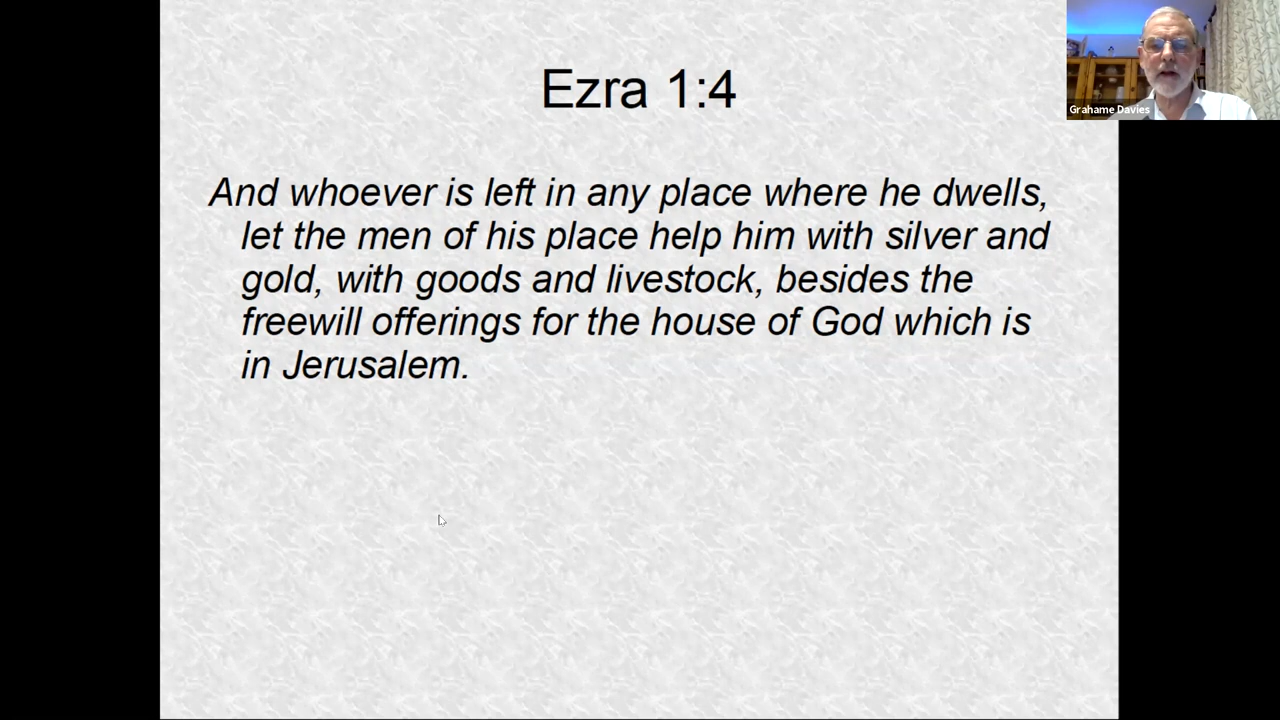 Ezra 1:4
And whoever is left in any place where he dwells,
let the men of his place help him with silver and
gold, with goods and livestock, besides the
freewill offerings for the house of God which is
in Jerusalem.
Grahame Davies